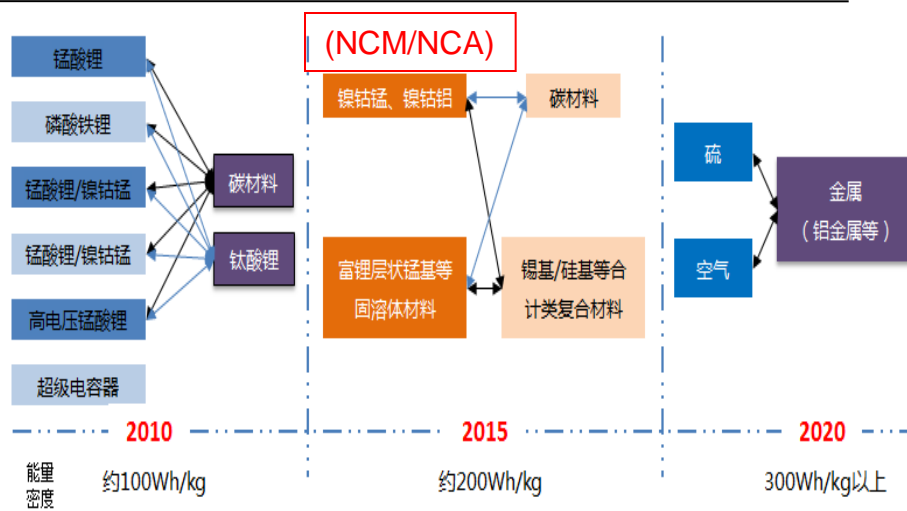 (NCM/NCA)
锰酸锂
磷酸铁锂
锰酸锂/镍钴锰
锰酸锂/镍钴锰
高电压锰酸锂
超级电容器
碳材料
钛酸锂
镍钴锰、镍钴铝
碳材料
富锂层状锰基等
固溶体材料
锡基/硅基等合
计类复合材料
硫
空气
金属
（铝金属等）
2010
2015
2020
能量
密度
约100Wh/kg
约200Wh/kg
300Wh/kg以上